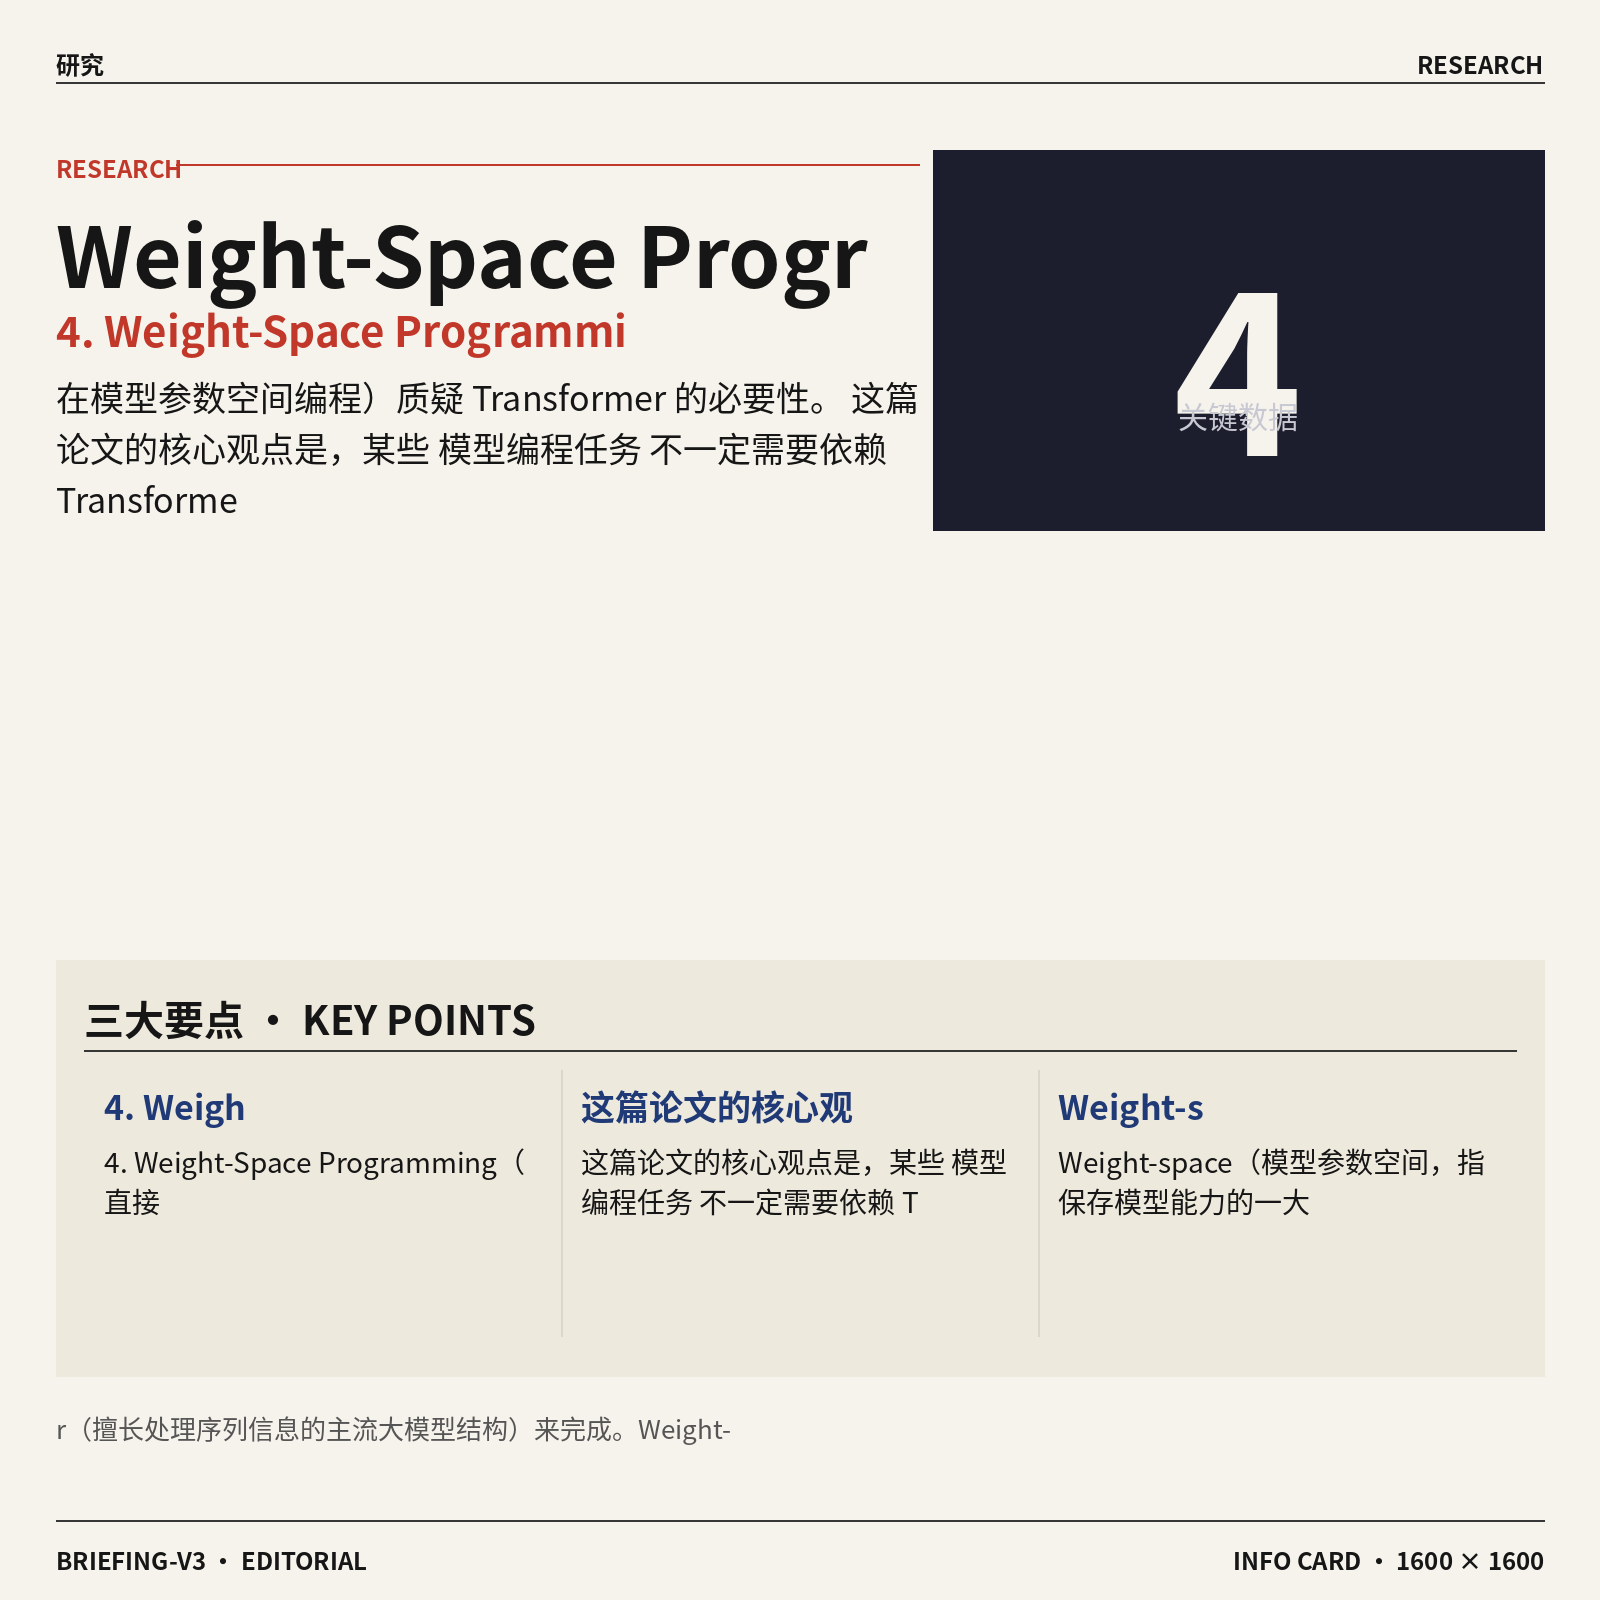 研究
RESEARCH
RESEARCH
Weight-Space Progr
4. Weight-Space Programmi
在模型参数空间编程）质疑 Transformer 的必要性。 这篇
论文的核心观点是，某些 模型编程任务 不一定需要依赖
Transforme
4
关键数据
三大要点 · KEY POINTS
4. Weigh
4. Weight-Space Programming（
直接
这篇论文的核心观
这篇论文的核心观点是，某些 模型
编程任务 不一定需要依赖 T
Weight-s
Weight-space（模型参数空间，指
保存模型能力的一大
r（擅长处理序列信息的主流大模型结构）来完成。Weight-
BRIEFING-V3 · EDITORIAL
INFO CARD · 1600 × 1600